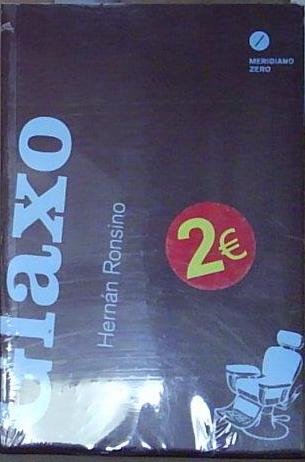 MERIDIANO
ZERO
Glaxo
Hernán Ronsino
2€